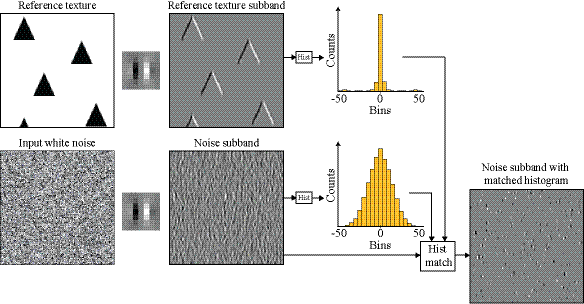 Reference texture
Reference texture subband
Hist
Counts
-50
0
50
Bins
Input white noise
Noise subband
Hist
Counts
-50
0
50
Bins
Hist
match
Noise subband with
matched histogram